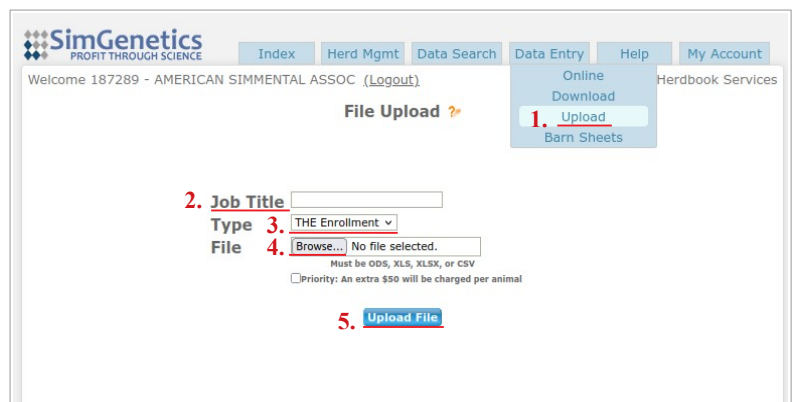 SimGenetics
PROFIT THROUGH SCIENCE
Index Herd Mgmt Data Search Data Entry Help My Account
Welcome 187289 - AMERICAN SIMMENTAL ASSOC (Logout) Herdbook Services
Online
Download
1. Upload
Barn Sheets
File Upload
2. Job Title
Type 3. THE Enrollment
File 4. Browse... No file selected.
Must be ODS, XLS, XLSX, or CSV
Priority: An extra $50 will be charged per animal
5. Upload File